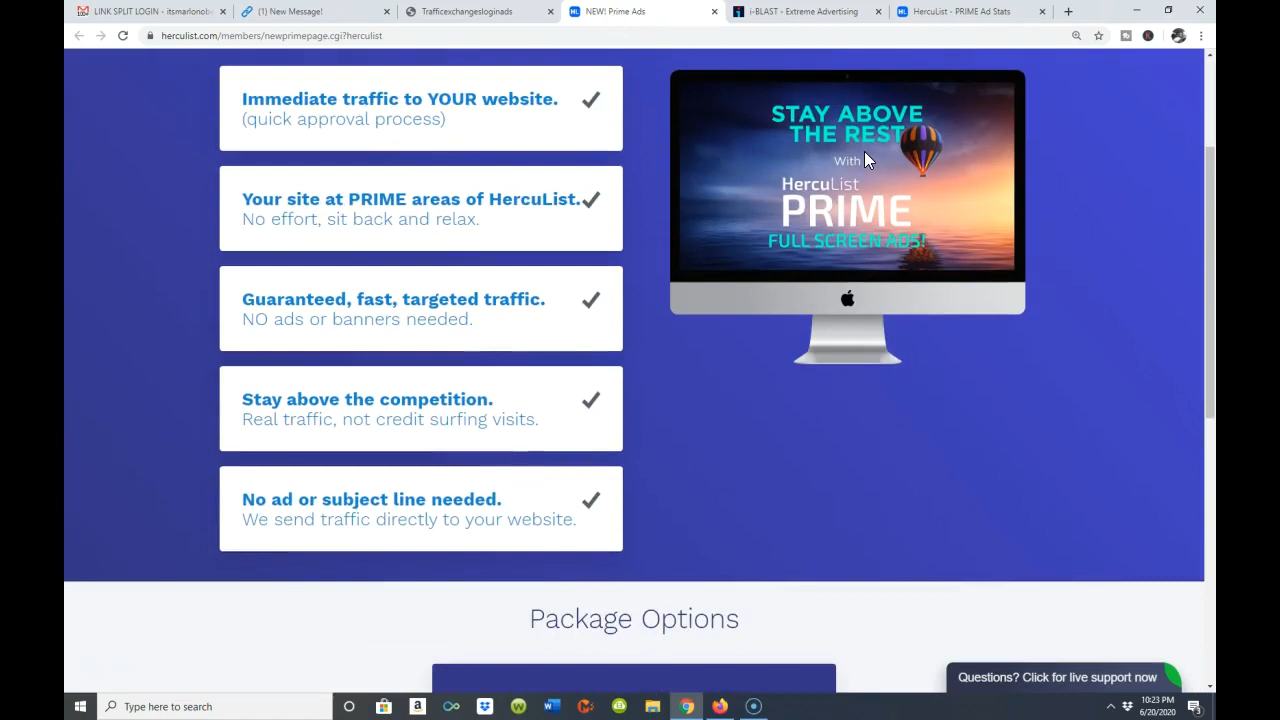 LINK SPLIT LOGIN - itsmarlonob
(1) New Message!
Trafficexchangesloginads
NEW! Prime Ads
i-BLAST - Extreme Advertising
HercuList - PRIME Ad Stats
herculist.com/members/newprimepage.cgi?herculist
Immediate traffic to YOUR website.
(quick approval process)
Your site at PRIME areas of HercuList.
No effort, sit back and relax.
Guaranteed, fast, targeted traffic.
NO ads or banners needed.
Stay above the competition.
Real traffic, not credit surfing visits.
No ad or subject line needed.
We send traffic directly to your website.
STAY ABOVE
THE REST
With
HercuList
PRIME
FULL SCREEN ADS!
Package Options
Questions? Click for live support now
Type here to search
10:23 PM
6/20/2020